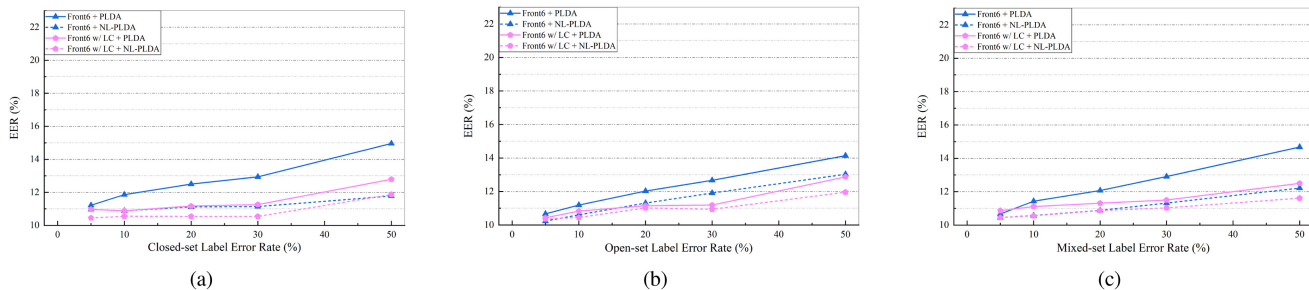 Front6 + PLDA
Front6 + NL-PLDA
Front6 w/ LC + PLDA
Front6 w/ LC + NL-PLDA
22
20
18
16
14
12
10
EER (%)
0 10 20 30 40 50
Closed-set Label Error Rate (%)
(a)
Front6 + PLDA
Front6 + NL-PLDA
Front6 w/ LC + PLDA
Front6 w/ LC + NL-PLDA
22
20
18
16
14
12
10
EER (%)
0 10 20 30 40 50
Open-set Label Error Rate (%)
(b)
Front6 + PLDA
Front6 + NL-PLDA
Front6 w/ LC + PLDA
Front6 w/ LC + NL-PLDA
22
20
18
16
14
12
10
EER (%)
0 10 20 30 40 50
Mixed-set Label Error Rate (%)
(c)